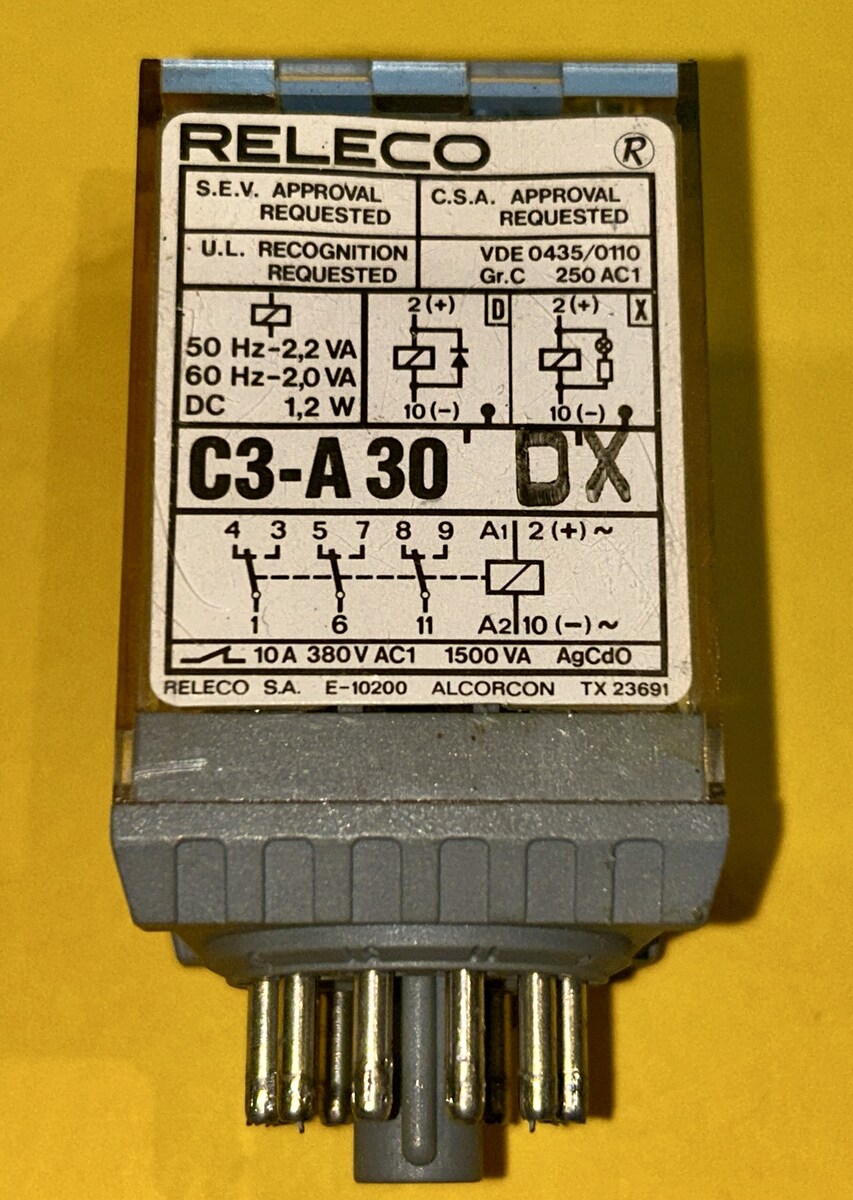 RELECO R
S.E.V. APPROVAL
REQUESTED
C.S.A. APPROVAL
REQUESTED
U.L. RECOGNITION
REQUESTED
VDE 0435/0110
Gr.C 250 AC1
50 Hz-2,2 VA
60 Hz-2,0 VA
DC 1,2 W
2 (+) D
10 (-)
2 (+) X
10 (-)
C3-A 30 DX
4 3 5 7 8 9 A1 2 (+) ~
1 6 11 A2 10 (-) ~
10 A 380 V AC1 1500 VA AgCdO
RELECO S.A. E-10200 ALCORCON TX 23691